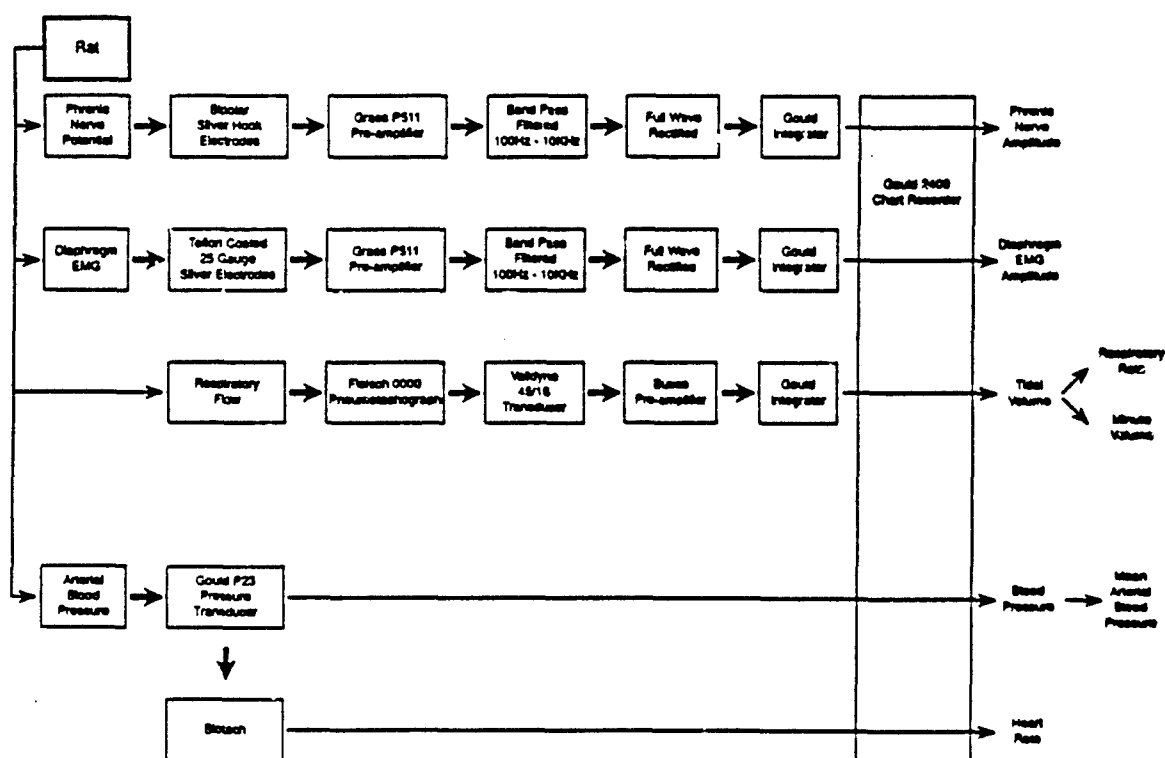 Rat
Phrenic
Nerve
Potential
Bipolar
Silver Hook
Electrodes
Grass P511
Pre-amplifier
Band Pass
Filtered
100Hz - 10KHz
Full Wave
Rectified
Gould
Integrator
Phrenic
Nerve
Amplitude
Gould 2400
Chart Recorder
Diaphragm
EMG
Teflon Coated
25 Gauge
Silver Electrodes
Grass P511
Pre-amplifier
Band Pass
Filtered
100Hz - 10KHz
Full Wave
Rectified
Gould
Integrator
Diaphragm
EMG
Amplitude
Respiratory
Flow
Fleisch 0000
Pneumotachograph
Validyne
45/16
Transducer
Buxco
Pre-amplifier
Gould
Integrator
Tidal
Volume
Respiratory
Rate
Minute
Volume
Arterial
Blood
Pressure
Gould P23
Pressure
Transducer
Blood
Pressure
Mean
Arterial
Blood
Pressure
Biotach
Heart
Rate